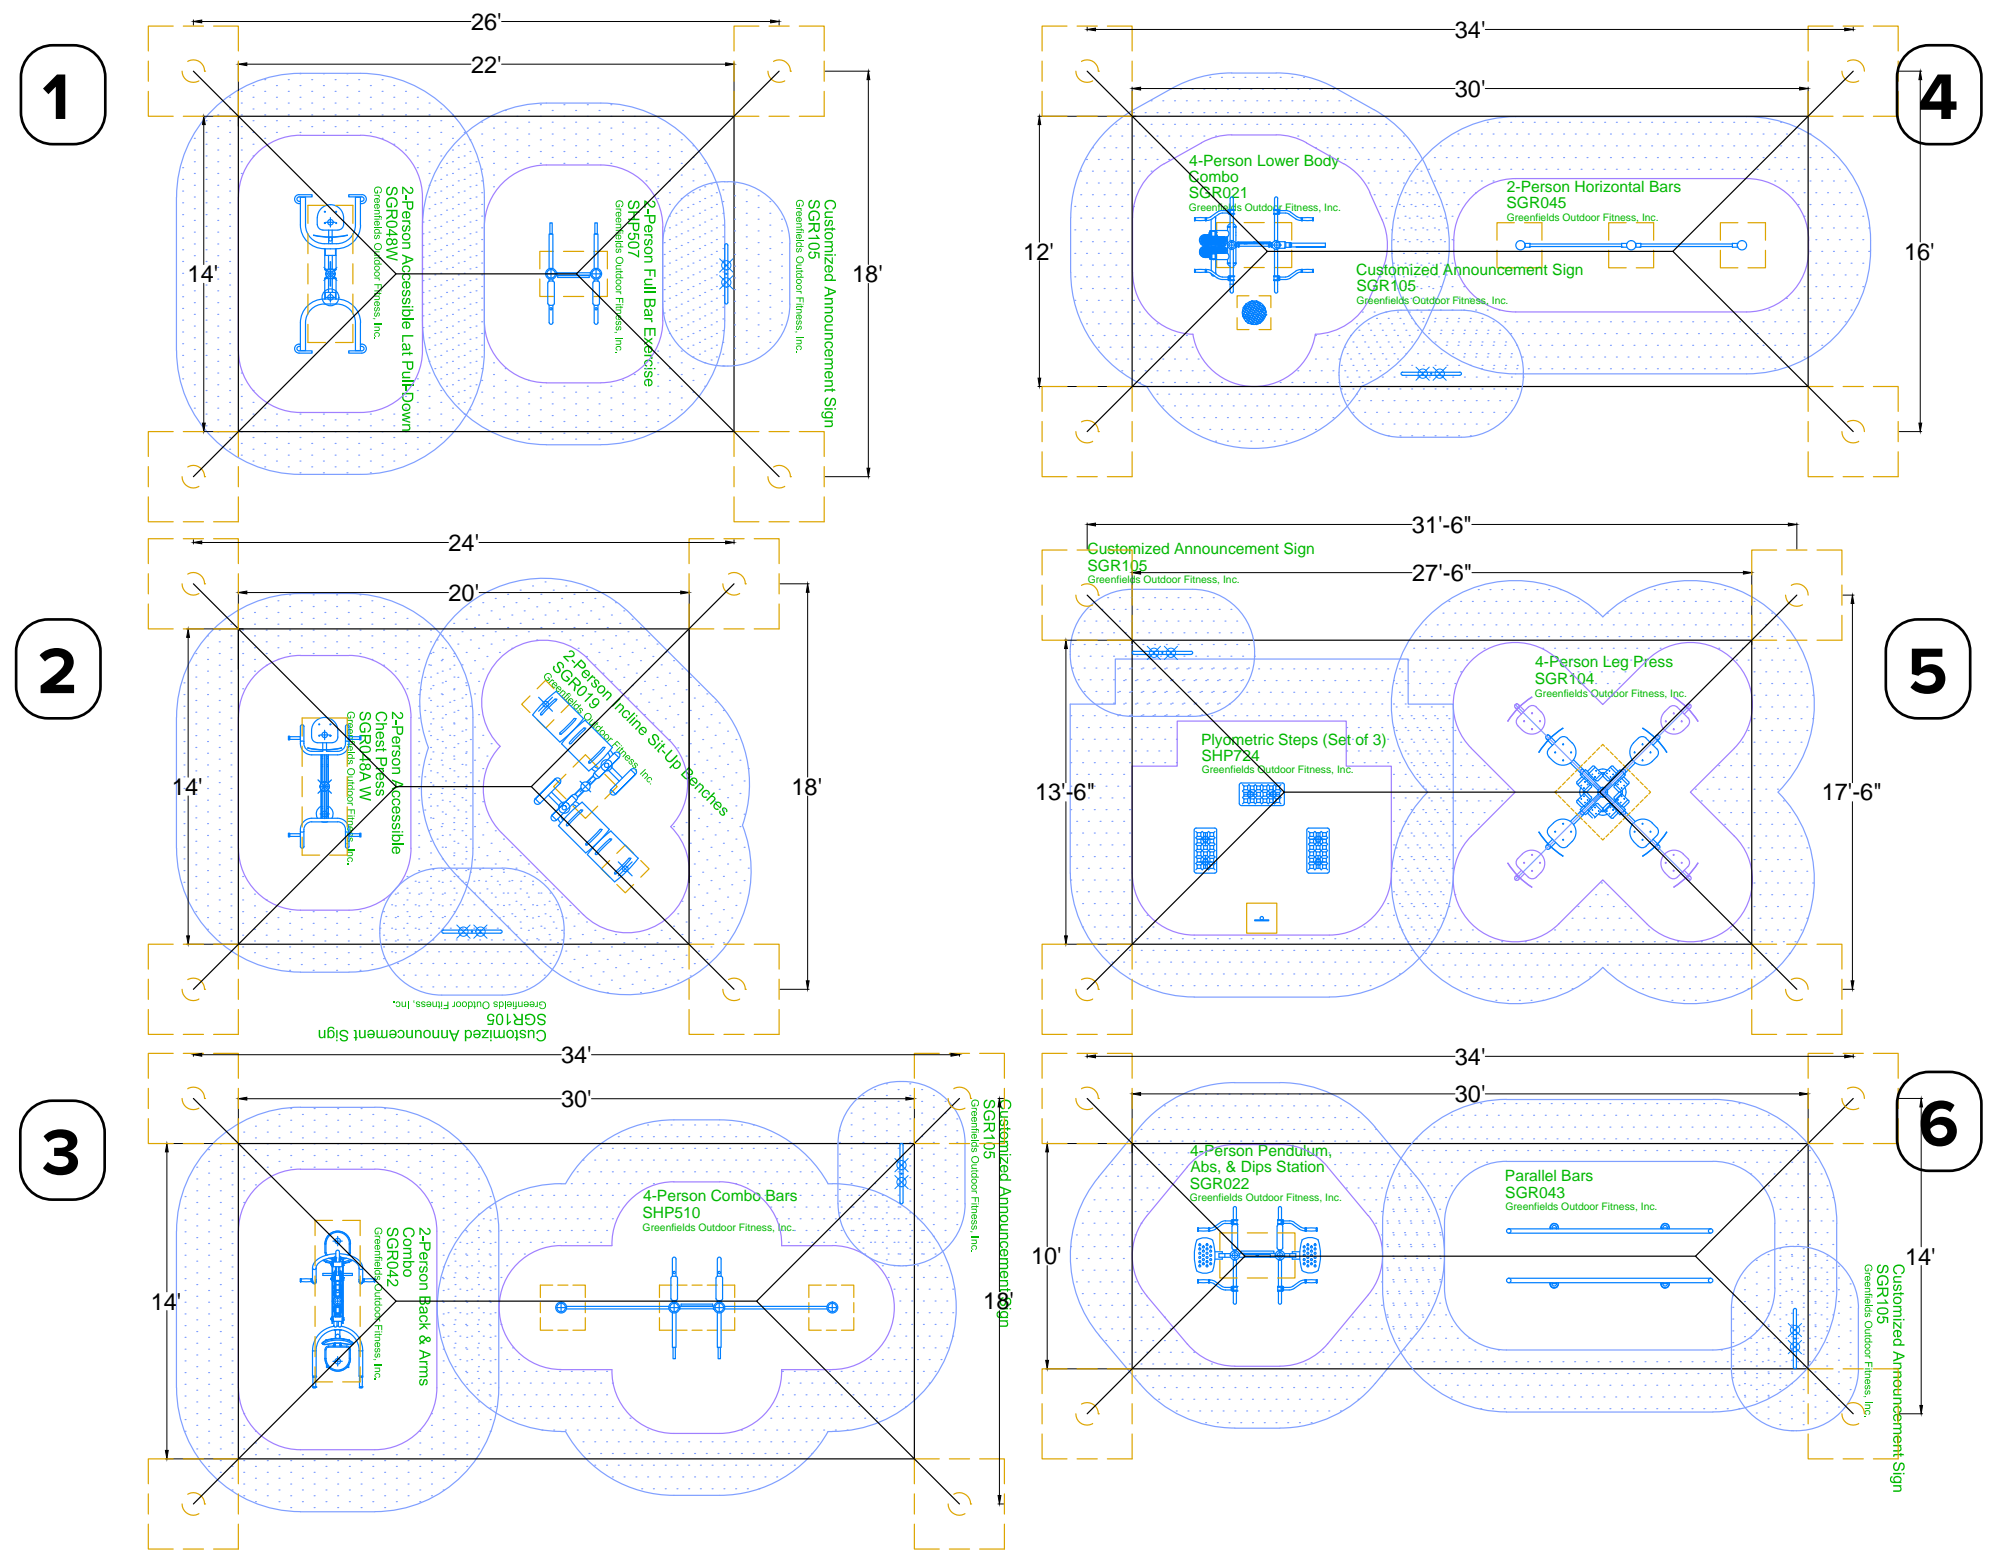 1
26'
22'
14'
18'
2-Person Accessible Lat Pull-Down
SGR048W
Greenfields Outdoor Fitness, Inc.
2-Person Full Bar Exercise
SHP507
Greenfields Outdoor Fitness, Inc.
Customized Announcement Sign
SGR105
Greenfields Outdoor Fitness, Inc.
4
34'
30'
12'
16'
4-Person Lower Body
Combo
SGR021
Greenfields Outdoor Fitness, Inc.
2-Person Horizontal Bars
SGR045
Greenfields Outdoor Fitness, Inc.
Customized Announcement Sign
SGR105
Greenfields Outdoor Fitness, Inc.
2
24'
20'
14'
18'
2-Person Accessible
Chest Press
SGR048A W
Greenfields Outdoor Fitness, Inc.
2-Person Incline Sit-Up Benches
SGR019
Greenfields Outdoor Fitness, Inc.
Customized Announcement Sign
SGR105
Greenfields Outdoor Fitness, Inc.
5
31'-6"
27'-6"
13'-6"
17'-6"
Customized Announcement Sign
SGR105
Greenfields Outdoor Fitness, Inc.
4-Person Leg Press
SGR104
Greenfields Outdoor Fitness, Inc.
Plyometric Steps (Set of 3)
SHP724
Greenfields Outdoor Fitness, Inc.
3
34'
30'
14'
18'
2-Person Back & Arms
Combo
SGR042
Greenfields Outdoor Fitness, Inc.
4-Person Combo Bars
SHP510
Greenfields Outdoor Fitness, Inc.
Customized Announcement Sign
SGR105
Greenfields Outdoor Fitness, Inc.
6
34'
30'
10'
14'
4-Person Pendulum,
Abs, & Dips Station
SGR022
Greenfields Outdoor Fitness, Inc.
Parallel Bars
SGR043
Greenfields Outdoor Fitness, Inc.
Customized Announcement Sign
SGR105
Greenfields Outdoor Fitness, Inc.